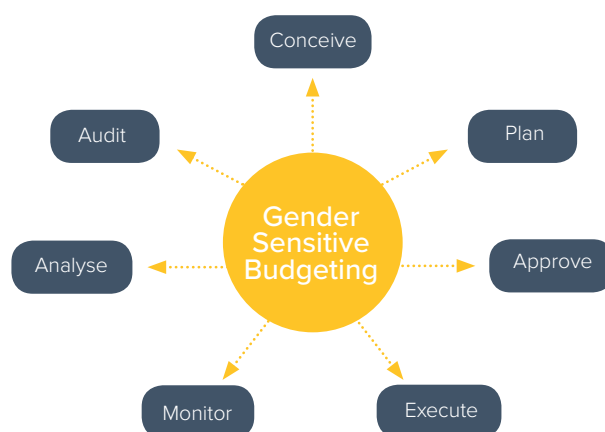 Conceive
Audit
Plan
Gender
Sensitive
Budgeting
Analyse
Approve
Monitor
Execute